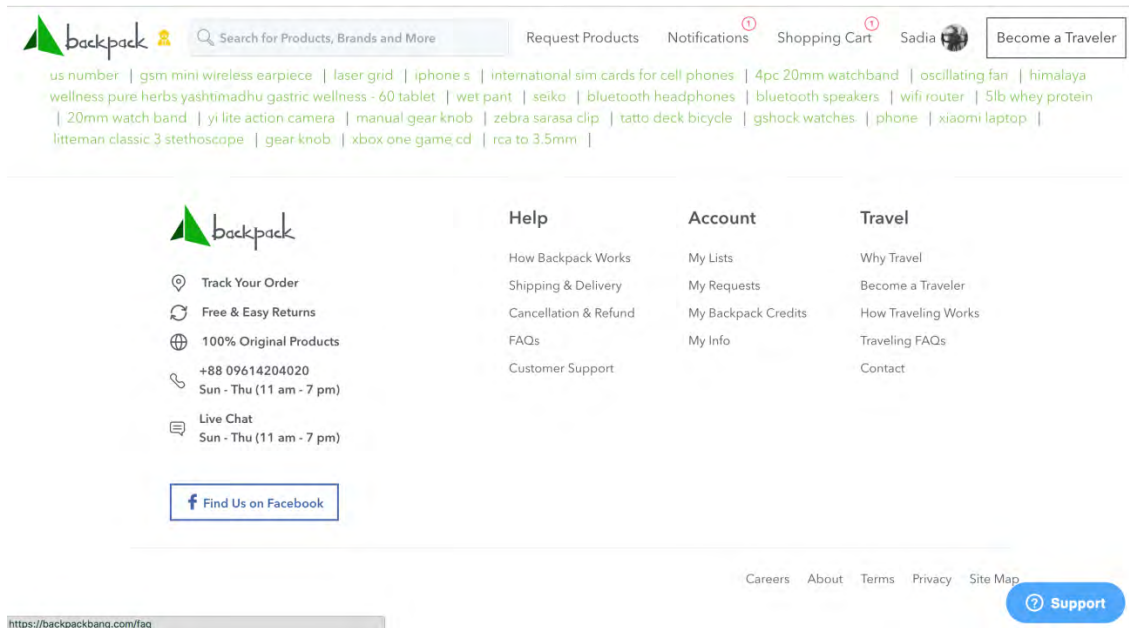 backpack Search for Products, Brands and More Request Products Notifications 1 Shopping Cart 1 Sadia Become a Traveler
us number | gsm mini wireless earpiece | laser grid | iphone s | international sim cards for cell phones | 4pc 20mm watchband | oscillating fan | himalaya
wellness pure herbs yashtimadhu gastric wellness - 60 tablet | wet pant | seiko | bluetooth headphones | bluetooth speakers | wifi router | 5lb whey protein
| 20mm watch band | yi lite action camera | manual gear knob | zebra sarasa clip | tatto deck bicycle | gshock watches | phone | xiaomi laptop |
litteman classic 3 stethoscope | gear knob | xbox one game cd | rca to 3.5mm |
backpack
Track Your Order
Free & Easy Returns
100% Original Products
+88 09614204020
Sun - Thu (11 am - 7 pm)
Live Chat
Sun - Thu (11 am - 7 pm)
Find Us on Facebook
Help
How Backpack Works
Shipping & Delivery
Cancellation & Refund
FAQs
Customer Support
Account
My Lists
My Requests
My Backpack Credits
My Info
Travel
Why Travel
Become a Traveler
How Traveling Works
Traveling FAQs
Contact
Careers About Terms Privacy Site Map
Support
https://backpackbang.com/faq